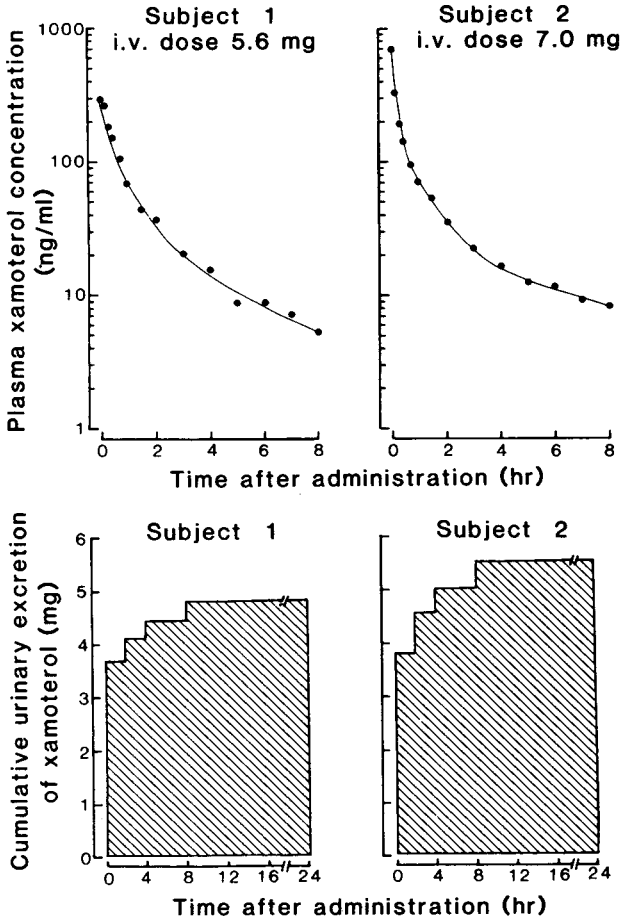 Subject 1
i.v. dose 5.6 mg
Subject 2
i.v. dose 7.0 mg
Plasma xamoterol concentration
(ng/ml)
1000
100
10
1
0 2 4 6 8
0 2 4 6 8
Time after administration (hr)
Subject 1
Subject 2
Cumulative urinary excretion
of xamoterol (mg)
6
5
4
3
2
1
0
0 4 8 12 16 24
0 4 8 12 16 24
Time after administration (hr)